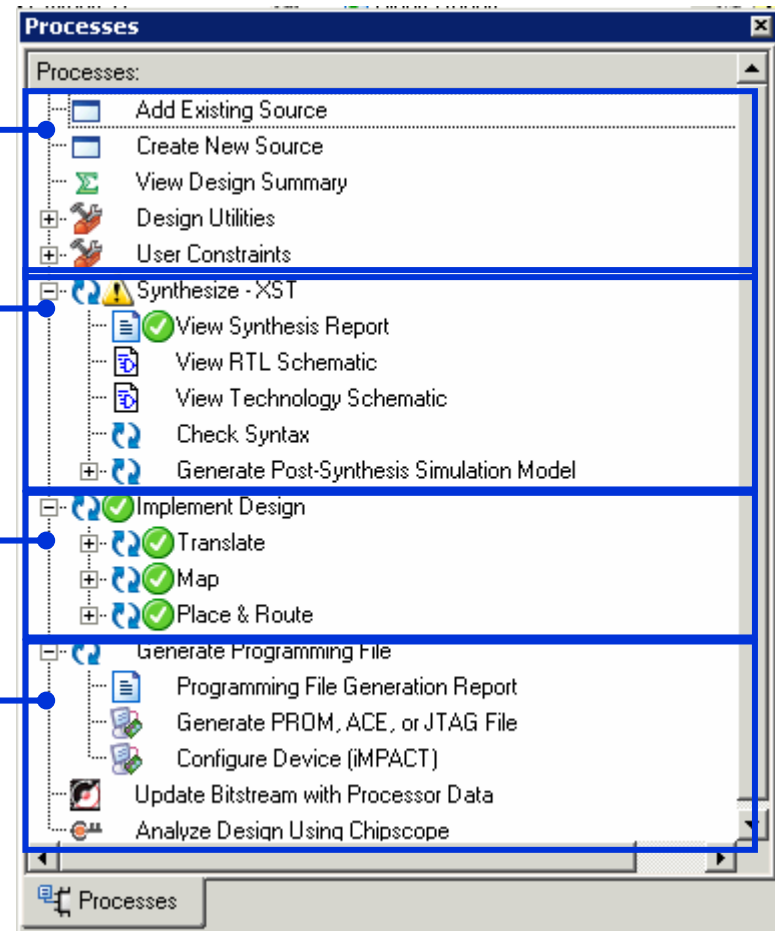 Processes
Processes:
Add Existing Source
Create New Source
View Design Summary
Design Utilities
User Constraints
Synthesize - XST
View Synthesis Report
View RTL Schematic
View Technology Schematic
Check Syntax
Generate Post-Synthesis Simulation Model
Implement Design
Translate
Map
Place & Route
Generate Programming File
Programming File Generation Report
Generate PROM, ACE, or JTAG File
Configure Device (iMPACT)
Update Bitstream with Processor Data
Analyze Design Using Chipscope
Processes